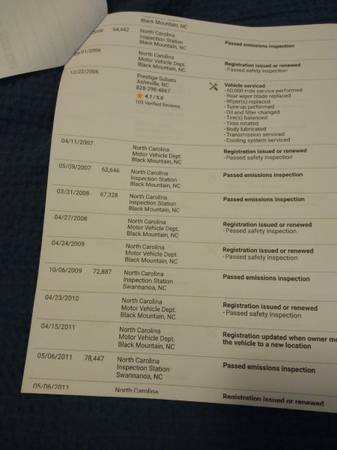 54,442 North Carolina
Inspection Station
Black Mountain, NC
Passed emissions inspection
/01/2006 North Carolina
Motor Vehicle Dept.
Black Mountain, NC
Registration issued or renewed
- Passed safety inspection
12/22/2006 Prestige Subaru
Asheville, NC
828-298-
4.7 / 5.0
Verified Reviews
Vehicle serviced
- 60,000 mile service performed
- Rear wiper blade replaced
- Wiper(s) replaced
- Tune-up performed
- Oil and filter changed
- Tire(s) balanced
- Tires rotated
- Body lubricated
- Transmission serviced
- Cooling system serviced
04/11/2007 North Carolina
Motor Vehicle Dept.
Black Mountain, NC
Registration issued or renewed
- Passed safety inspection
05/09/2007 62,646 North Carolina
Inspection Station
Black Mountain, NC
Passed emissions inspection
03/31/2008 67,328 North Carolina
Inspection Station
Black Mountain, NC
Passed emissions inspection
04/21/2008 North Carolina
Motor Vehicle Dept.
Black Mountain, NC
Registration issued or renewed
- Passed safety inspection
04/24/2009 North Carolina
Motor Vehicle Dept.
Black Mountain, NC
Registration issued or renewed
- Passed safety inspection
10/06/2009 72,887 North Carolina
Inspection Station
Swannanoa, NC
Passed emissions inspection
04/23/2010 North Carolina
Motor Vehicle Dept.
Black Mountain, NC
Registration issued or renewed
- Passed safety inspection
04/15/2011 North Carolina
Motor Vehicle Dept.
Black Mountain, NC
Registration updated when owner mo
the vehicle to a new location
05/06/2011 78,447 North Carolina
Inspection Station
Swannanoa, NC
Passed emissions inspection
05/06/2011 North Carolina
Registration issued or renewed